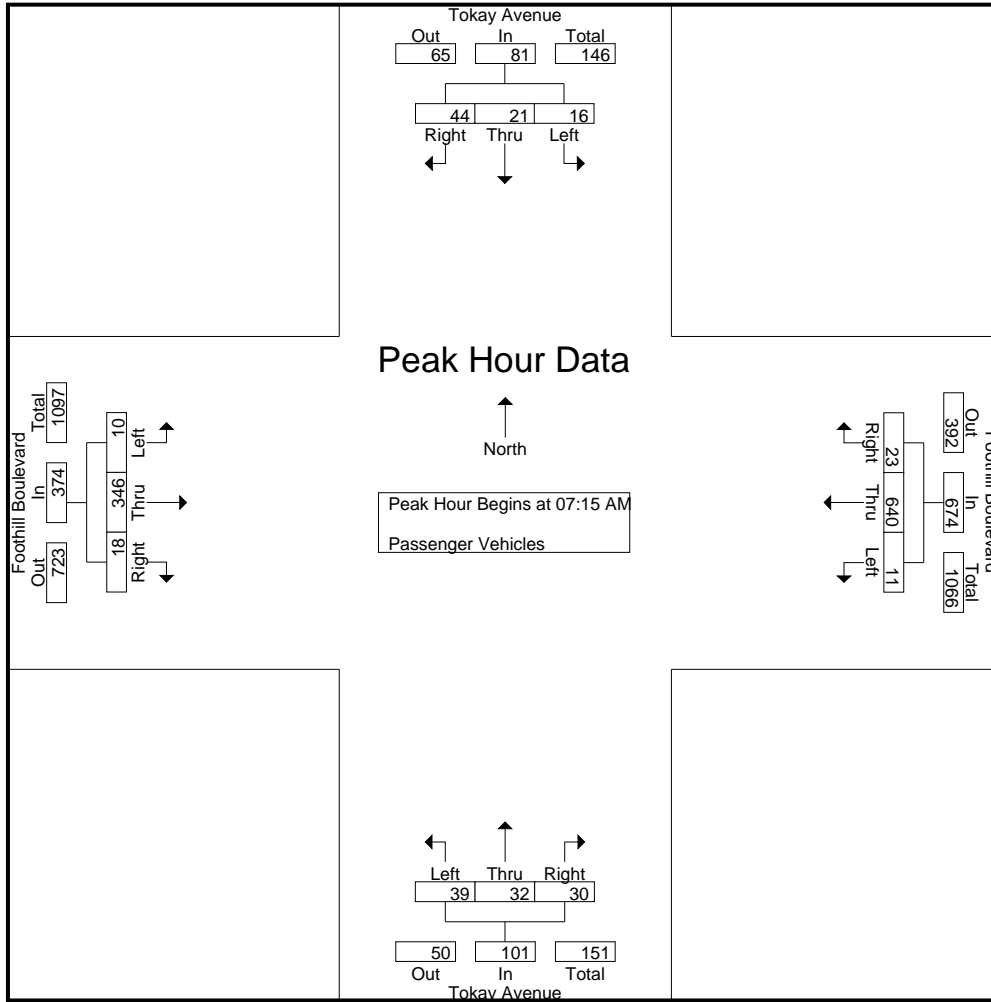 Tokay Avenue
Out In Total
65 81 146
44 21 16
Right Thru Left
Peak Hour Data
North
Peak Hour Begins at 07:15 AM
Passenger Vehicles
Foothill Boulevard
Total In Out
1097 374 723
10 346 18
Left Thru Right
Right Thru Left
23 640 11
Out In Total
392 674 1066
Foothill Boulevard
Left Thru Right
39 32 30
50 101 151
Out In Total
Tokay Avenue